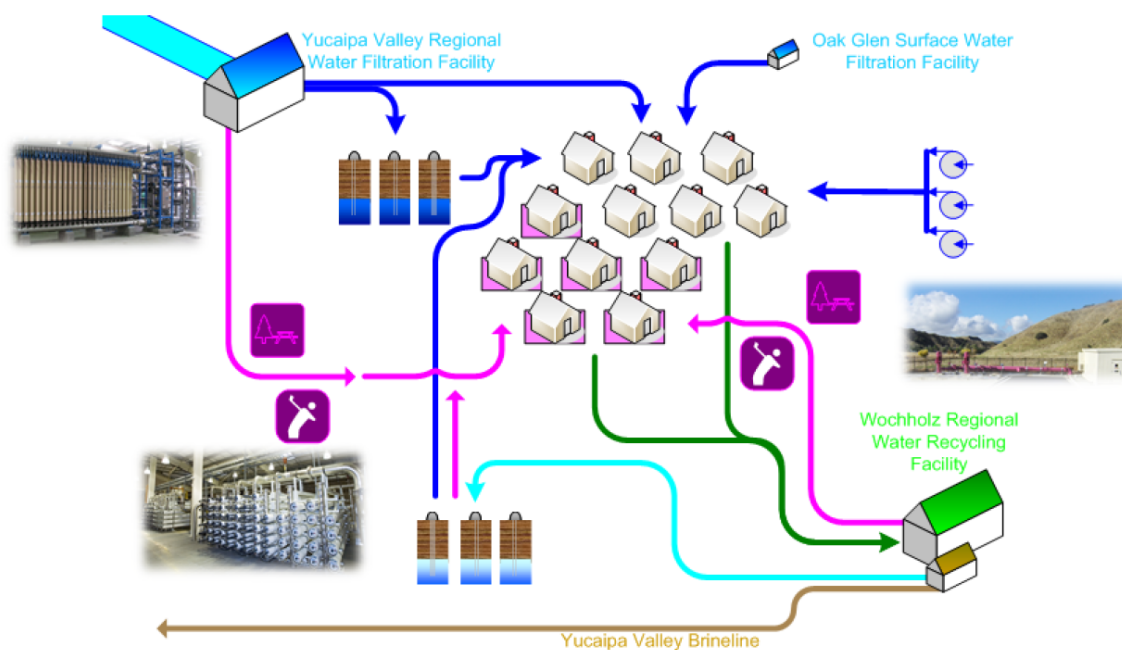 Yucaipa Valley Regional
Water Filtration Facility
Oak Glen Surface Water
Filtration Facility
Wochholz Regional
Water Recycling
Facility
Yucaipa Valley Brineline